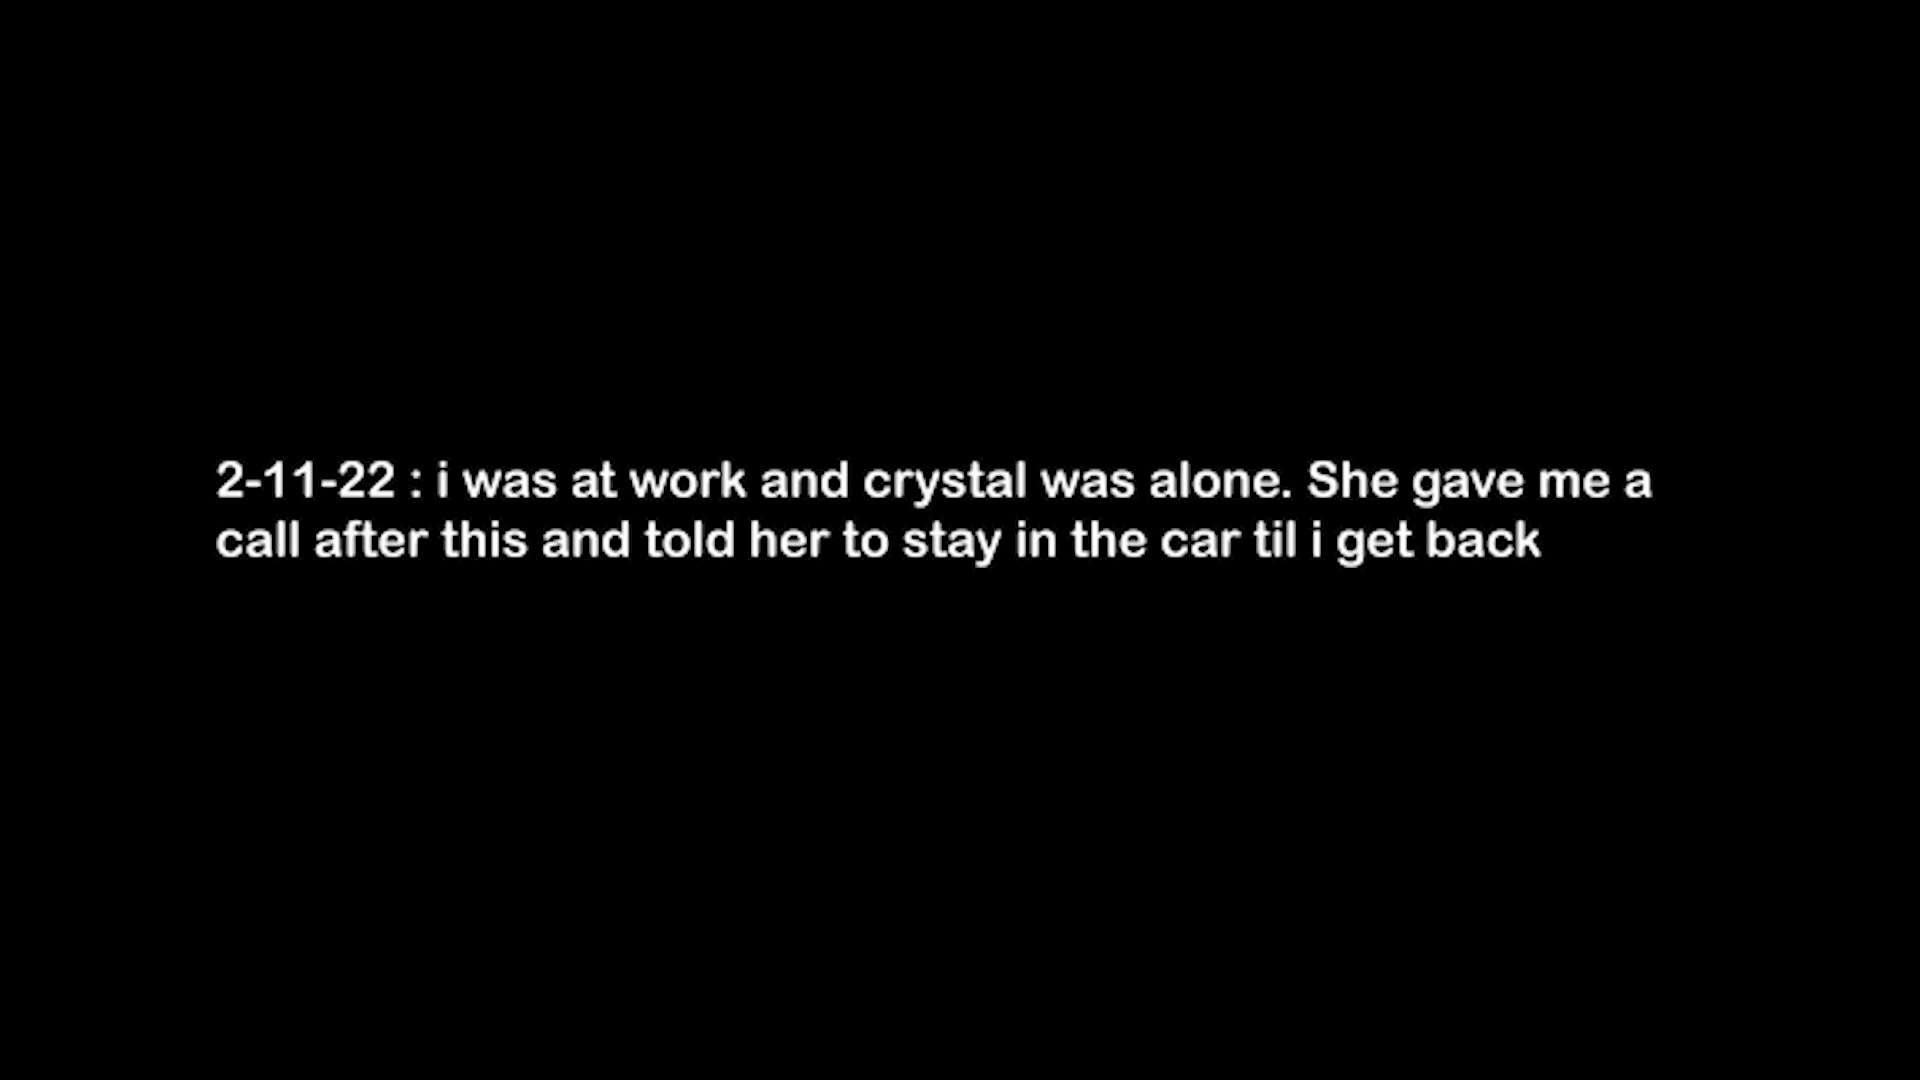 2-11-22 : i was at work and crystal was alone. She gave me a
call after this and told her to stay in the car til i get back